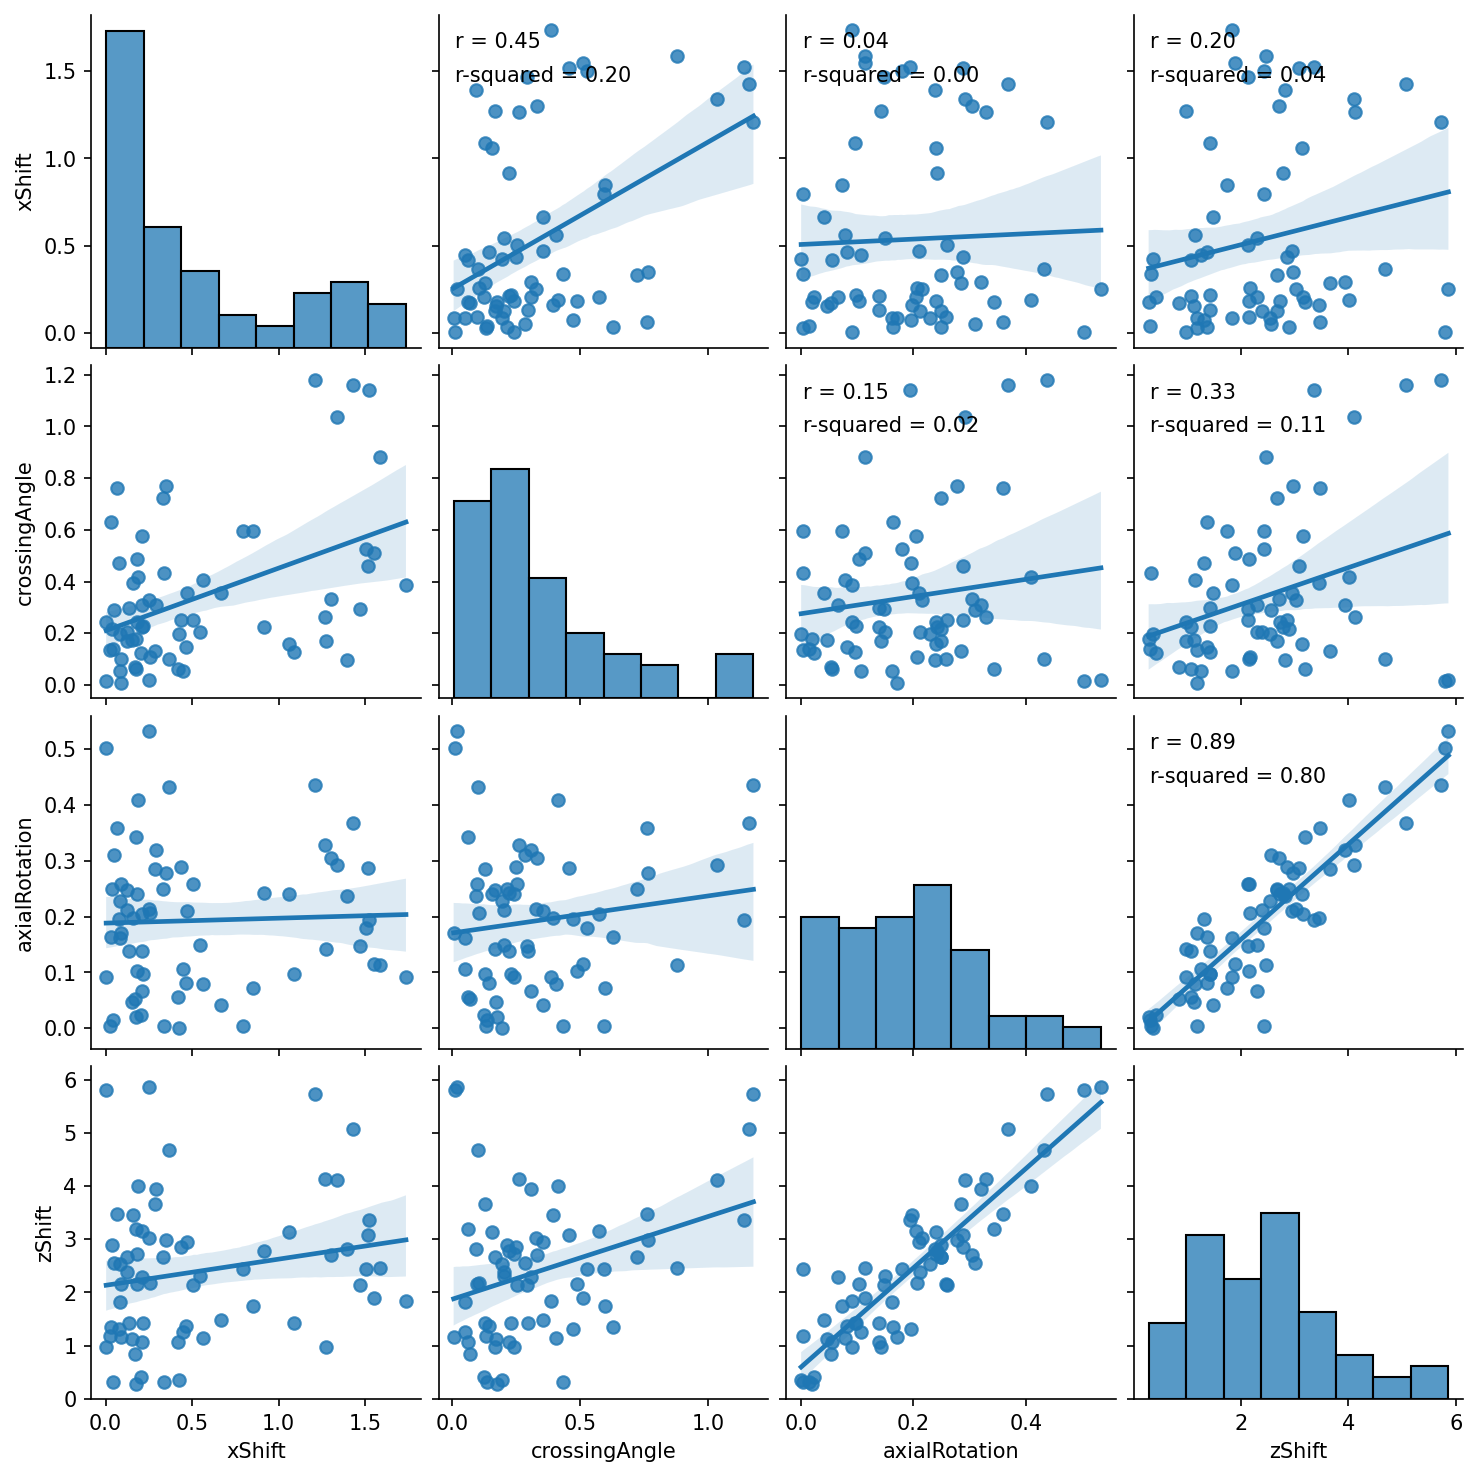 r = 0.45
r-squared = 0.20
r = 0.04
r-squared = 0.00
r = 0.20
r-squared = 0.04
1.5
1.0
0.5
0.0
xShift
r = 0.15
r-squared = 0.02
r = 0.33
r-squared = 0.11
1.2
1.0
0.8
0.6
0.4
0.2
0.0
crossingAngle
r = 0.89
r-squared = 0.80
0.5
0.4
0.3
0.2
0.1
0.0
axialRotation
6
5
4
3
2
1
0
zShift
0.0 0.5 1.0 1.5
xShift
0.0 0.5 1.0
crossingAngle
0.0 0.2 0.4
axialRotation
2 4 6
zShift